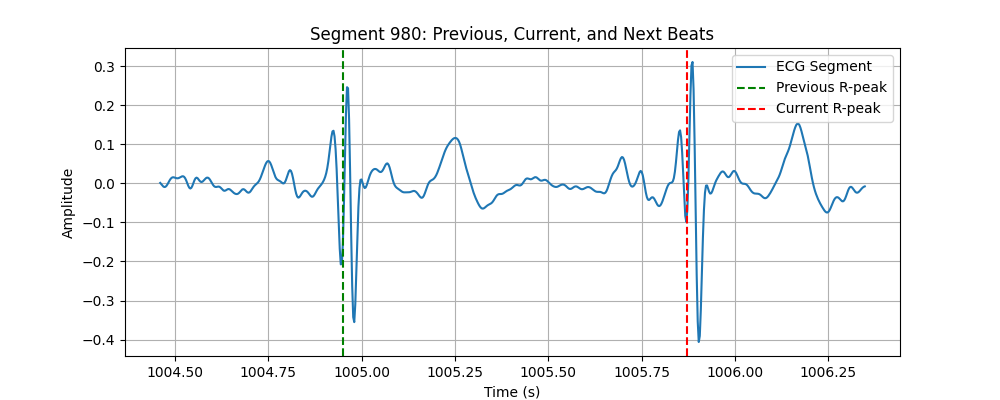 Segment 980: Previous, Current, and Next Beats
ECG Segment
Previous R-peak
Current R-peak
0.3
0.2
0.1
0.0
−0.1
−0.2
−0.3
−0.4
Amplitude
1004.50 1004.75 1005.00 1005.25 1005.50 1005.75 1006.00 1006.25
Time (s)